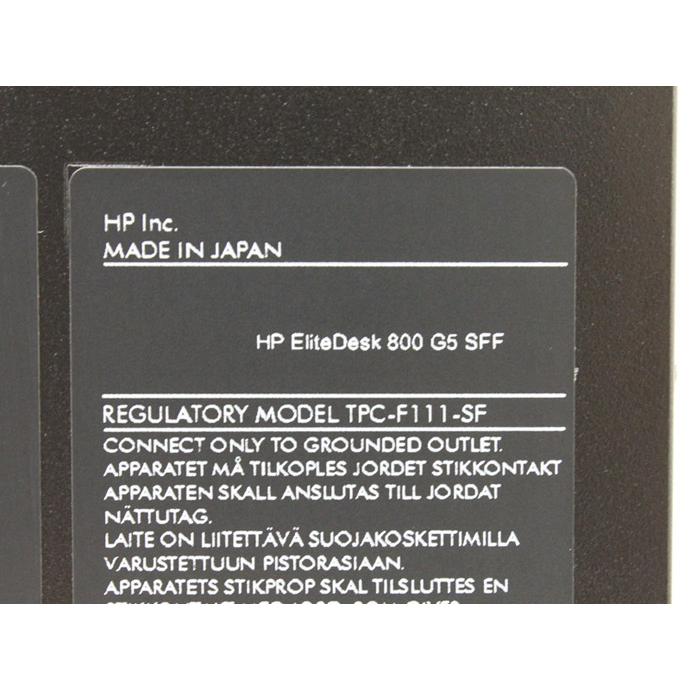 HP Inc.
MADE IN JAPAN
HP EliteDesk 800 G5 SFF
REGULATORY MODEL TPC-F111-SF
CONNECT ONLY TO GROUNDED OUTLET.
APPARATET MÅ TILKOPLES JORDET STIKKONTAKT
APPARATEN SKALL ANSLUTAS TILL JORDAT
NÄTTUTAG.
LAITE ON LIITETTÄVÄ SUOJAKOSKETTIMILLA
VARUSTETTUUN PISTORASIAAN.
APPARATETS STIKPROP SKAL TILSLUTTES EN